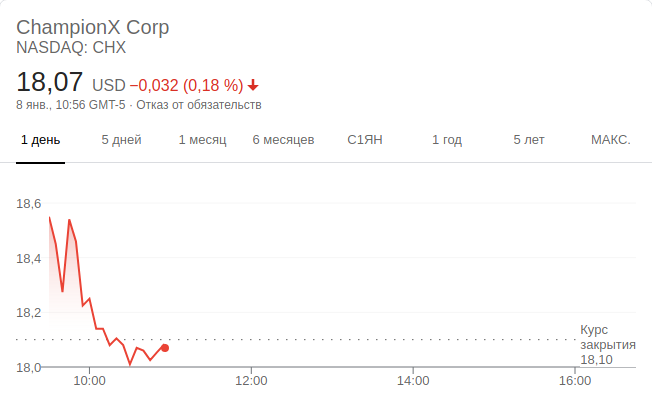 ChampionX Corp
NASDAQ: CHX
18,07 USD −0,032 (0,18 %)
8 янв., 10:56 GMT-5 · Отказ от обязательств
1 день 5 дней 1 месяц 6 месяцев С1ЯН 1 год 5 лет МАКС.
18,6
18,4
18,2
Курс
закрытия
18,10
18,0
10:00 12:00 14:00 16:00